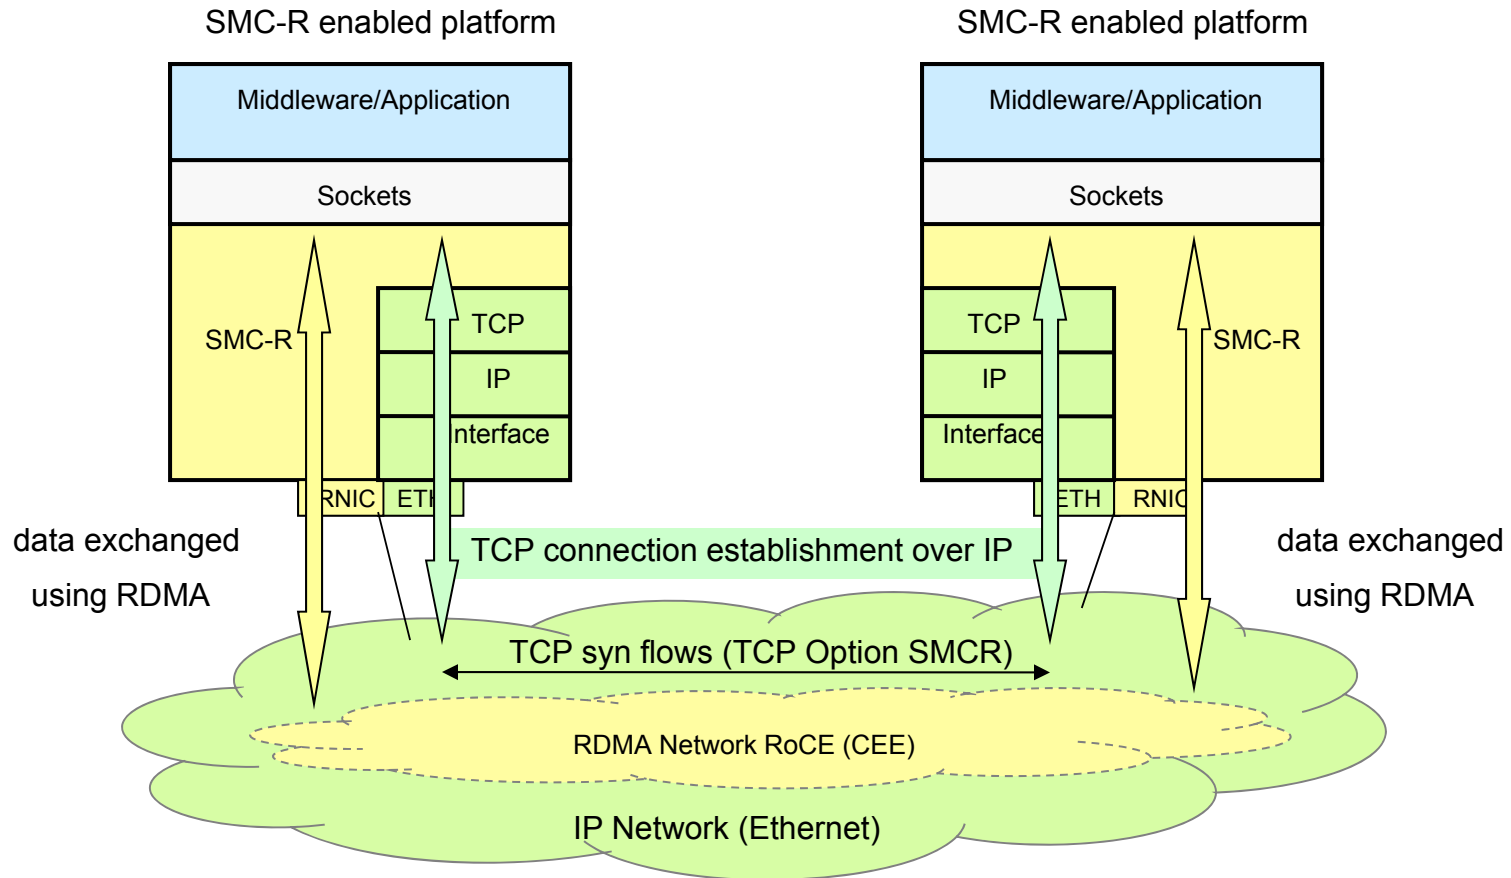 SMC-R enabled platform
SMC-R enabled platform
Middleware/Application
Middleware/Application
Sockets
Sockets
TCP
TCP
SMC-R
SMC-R
IP
IP
Interface
Interface
RNIC
ETH
ETH
RNIC
data exchanged
using RDMA
TCP connection establishment over IP
data exchanged
using RDMA
TCP syn flows (TCP Option SMCR)
RDMA Network RoCE (CEE)
IP Network (Ethernet)